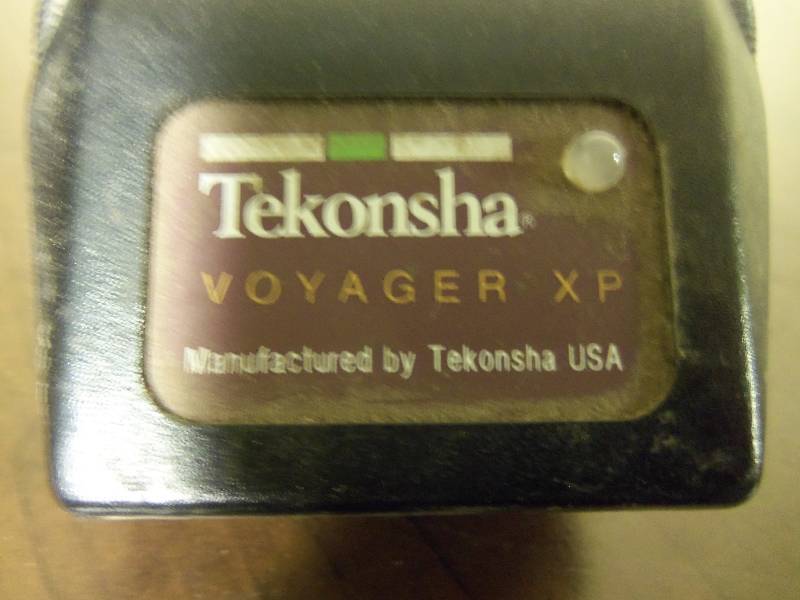 Tekonsha®
VOYAGER XP
Manufactured by Tekonsha USA